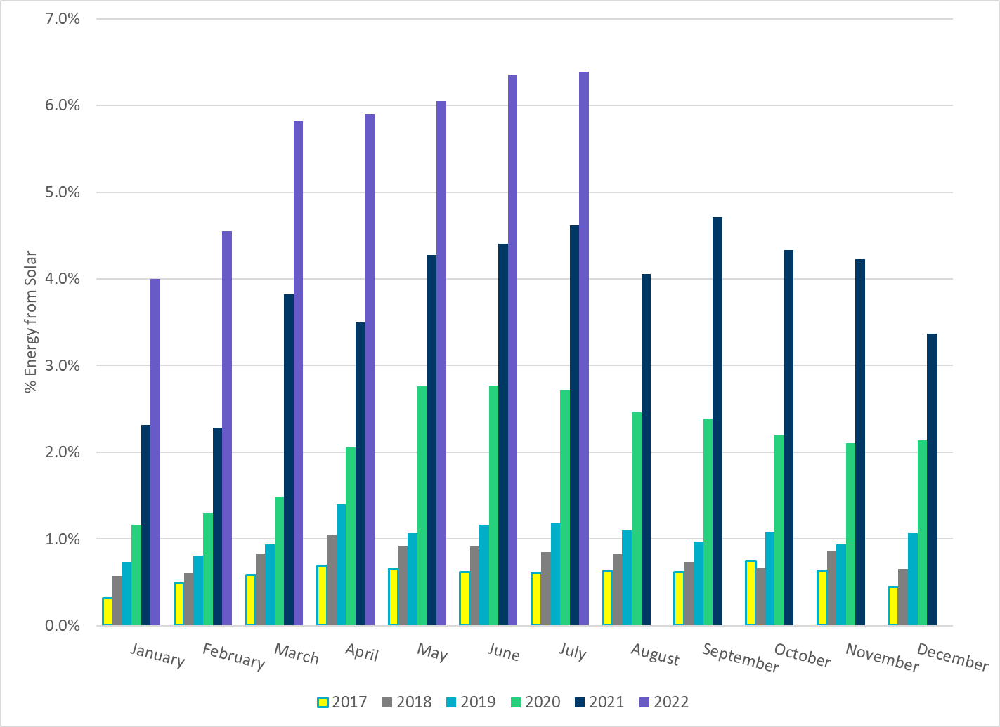 7.0%
6.0%
5.0%
4.0%
3.0%
2.0%
1.0%
0.0%
% Energy from Solar
January February March April May June July August September October November December
2017 2018 2019 2020 2021 2022